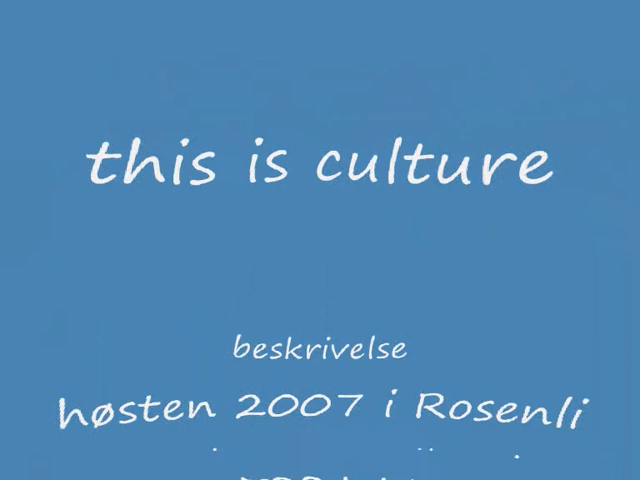 this is culture
beskrivelse
høsten 2007 i Rosenli